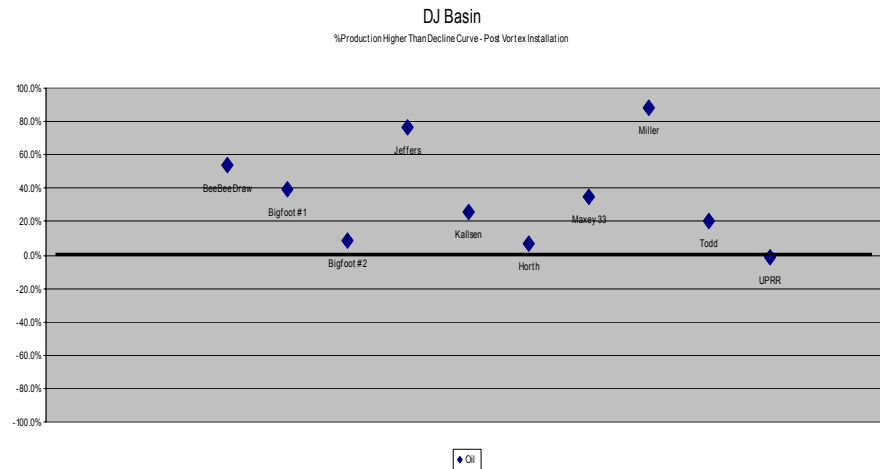 DJ Basin
%Production Higher Than Decline Curve - Post Vortex Installation
100.0%
80.0%
60.0%
40.0%
20.0%
0.0%
-20.0%
-40.0%
-60.0%
-80.0%
-100.0%
BeeBeeDraw
Bigfoot #1
Bigfoot #2
Jeffers
Kallsen
Horth
Maxey 33
Miller
Todd
UPRR
Oil